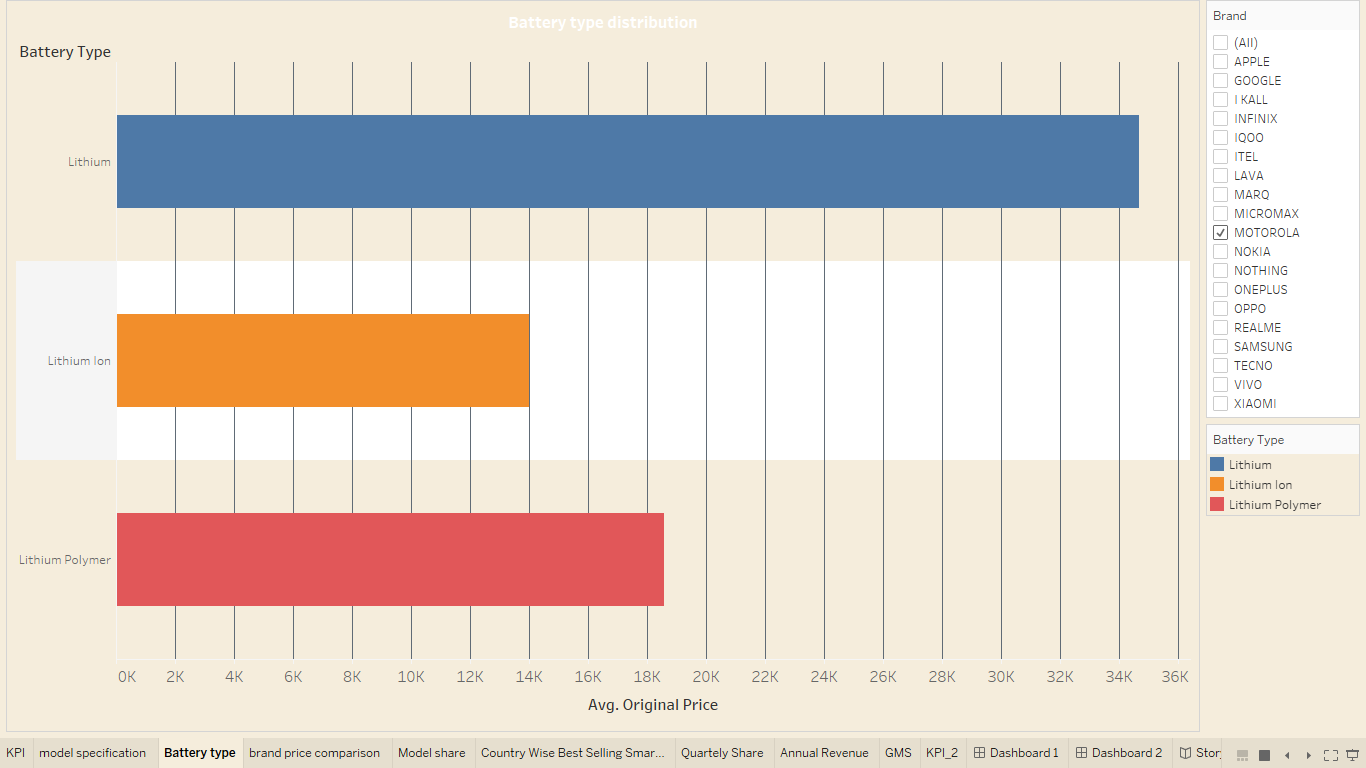 Battery type distribution
Battery Type
Lithium
Lithium Ion
Lithium Polymer
0K 2K 4K 6K 8K 10K 12K 14K 16K 18K 20K 22K 24K 26K 28K 30K 32K 34K 36K
Avg. Original Price
Brand
(All)
APPLE
GOOGLE
I KALL
INFINIX
IQOO
ITEL
LAVA
MARQ
MICROMAX
MOTOROLA
NOKIA
NOTHING
ONEPLUS
OPPO
REALME
SAMSUNG
TECNO
VIVO
XIAOMI
Battery Type
Lithium
Lithium Ion
Lithium Polymer
KPI model specification Battery type brand price comparison Model share Country Wise Best Selling Smar... Quartely Share Annual Revenue GMS KPI_2 Dashboard 1 Dashboard 2 Stor